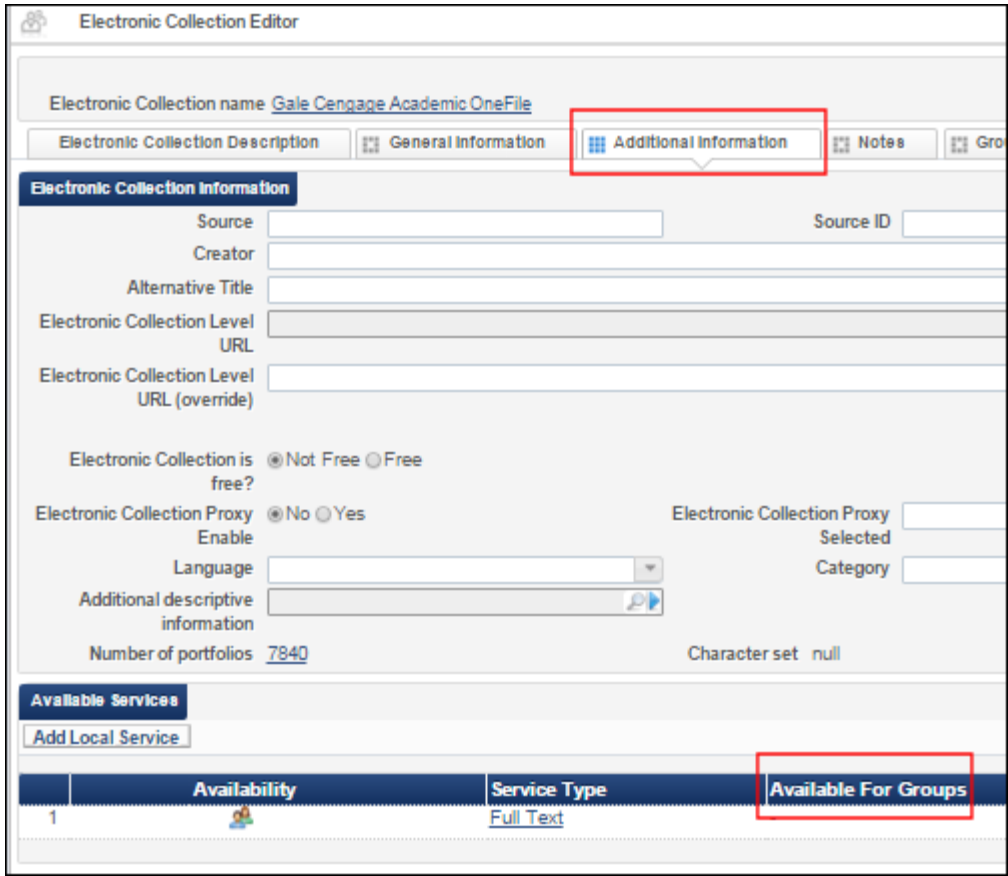 Electronic Collection Editor
Electronic Collection name Gale Cengage Academic OneFile
Electronic Collection Description General Information Additional Information Notes Gro
Electronic Collection Information
Source Source ID
Creator
Alternative Title
Electronic Collection Level
URL
Electronic Collection Level
URL (override)
Electronic Collection is Not Free Free
free?
Electronic Collection Proxy No Yes Electronic Collection Proxy
Enable Selected
Language Category
Additional descriptive
information
Number of portfolios 7840 Character set null
Available Services
Add Local Service
Availability Service Type Available For Groups
1 Full Text -